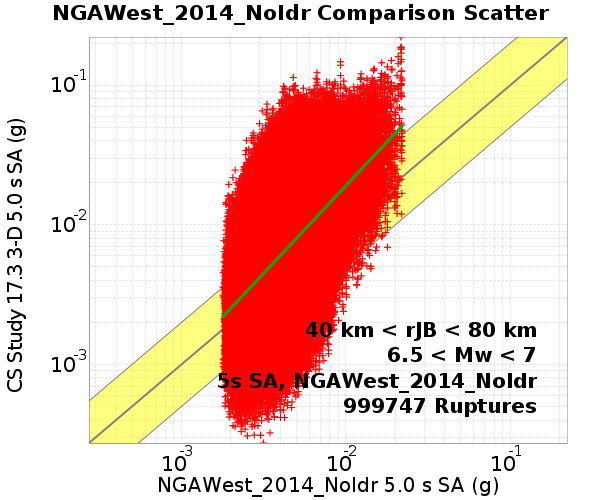 NGAWest_2014_NoIdr Comparison Scatter
CS Study 17.3 3-D 5.0 s SA (g)
10-1
10-2
10-3
40 km < rJB < 80 km
6.5 < Mw < 7
5s SA, NGAWest_2014_NoIdr
999747 Ruptures
10-3 10-2 10-1
NGAWest_2014_NoIdr 5.0 s SA (g)